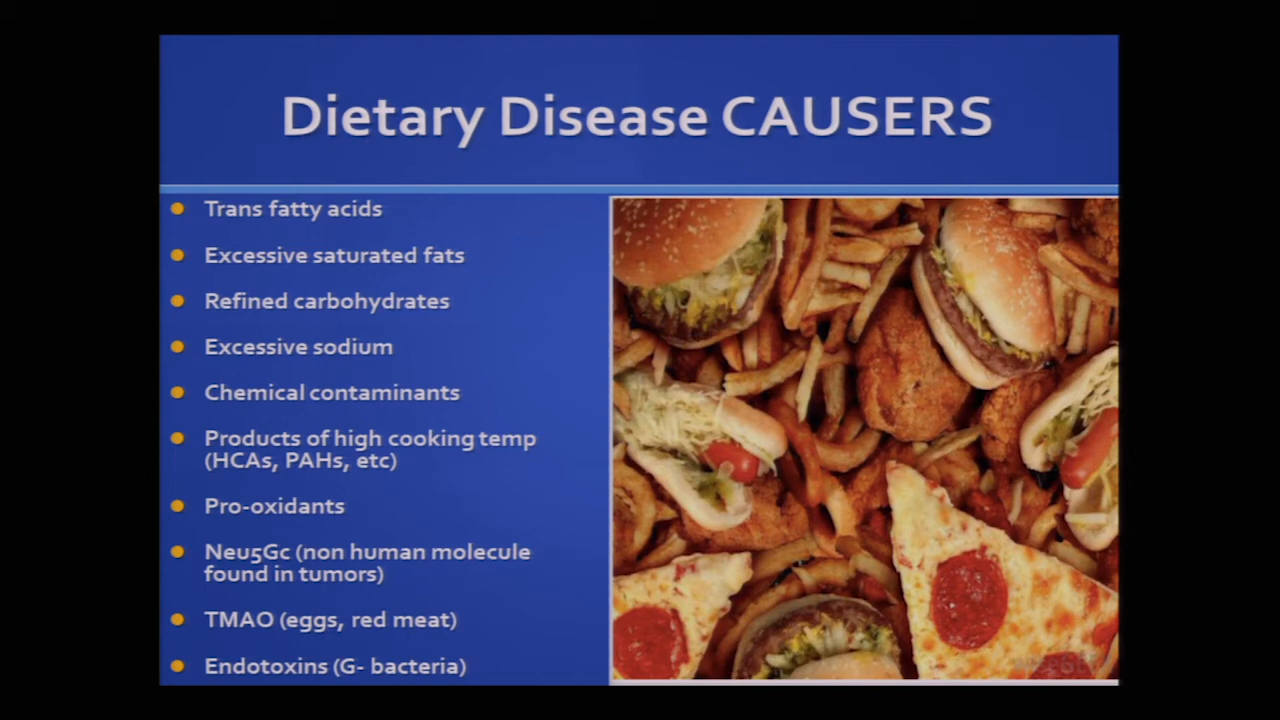 Dietary Disease CAUSERS
Trans fatty acids
Excessive saturated fats
Refined carbohydrates
Excessive sodium
Chemical contaminants
Products of high cooking temp
(HCAs, PAHs, etc)
Pro-oxidants
Neu5Gc (non human molecule
found in tumors)
TMAO (eggs, red meat)
Endotoxins (G- bacteria)